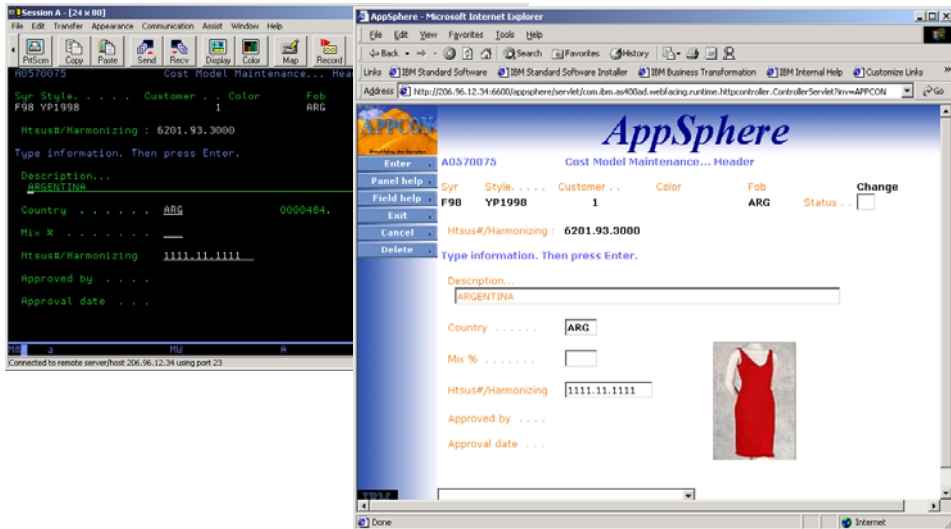 Session A - [24 x 80]
File Edit Transfer Appearance Communication Assist Window Help
PrtScrn Copy Paste Send Recv Display Color Map Record
A0570075 Cost Model Maintenance... Hea
Syr Style. . . . . Customer . . Color Fob
F98 YP1998 1 ARG
Htsus#/Harmonizing : 6201.93.3000
Type information. Then press Enter.
Description...
ARGENTINA
Country . . . . . . ARG 0000484.
Mix % . . . . . . .
Htsus#/Harmonizing 1111.11.1111
Approved by . . . .
Approval date . . .
a MW A
Connected to remote server/host 206.96.12.34 using port 23
AppSphere - Microsoft Internet Explorer
File Edit View Favorites Tools Help
Back Search Favorites History
Links IBM Standard Software IBM Standard Software Installer IBM Business Transformation IBM Internal Help Customize Links
Address http://206.96.12.34:6600/appsphere/servlet/com.ibm.as400ad.webfacing.runtime.httpcontroller.ControllerServlet?inv=APPCON Go
APPCON
AppSphere
Enter
Panel help
Field help
Exit
Cancel
Delete
A0570075 Cost Model Maintenance... Header
Syr Style. . . . . Customer . . Color Fob Change
F98 YP1998 1 ARG Status . .
Htsus#/Harmonizing : 6201.93.3000
Type information. Then press Enter.
Description...
ARGENTINA
Country . . . . . . ARG
Mix % . . . . . . .
Htsus#/Harmonizing 1111.11.1111
Approved by . . . .
Approval date . . .
IBM
Done Internet